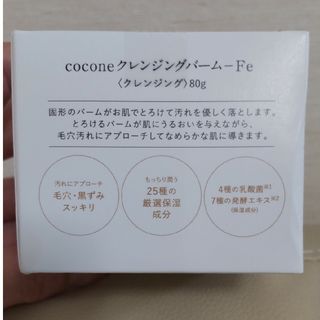 cocone クレンジングバーム－Fe
〈クレンジング〉80g
固形のバームがお肌でとろけて汚れを優しく落とします。
とろけるバームが肌にうるおいを与えながら、
毛穴汚れにアプローチしてなめらかな肌に導きます。
汚れにアプローチ
毛穴・黒ずみ
スッキリ
もっちり潤う
25種の
厳選保湿
成分
4種の乳酸菌※1
7種の発酵エキス※2
(保湿成分)